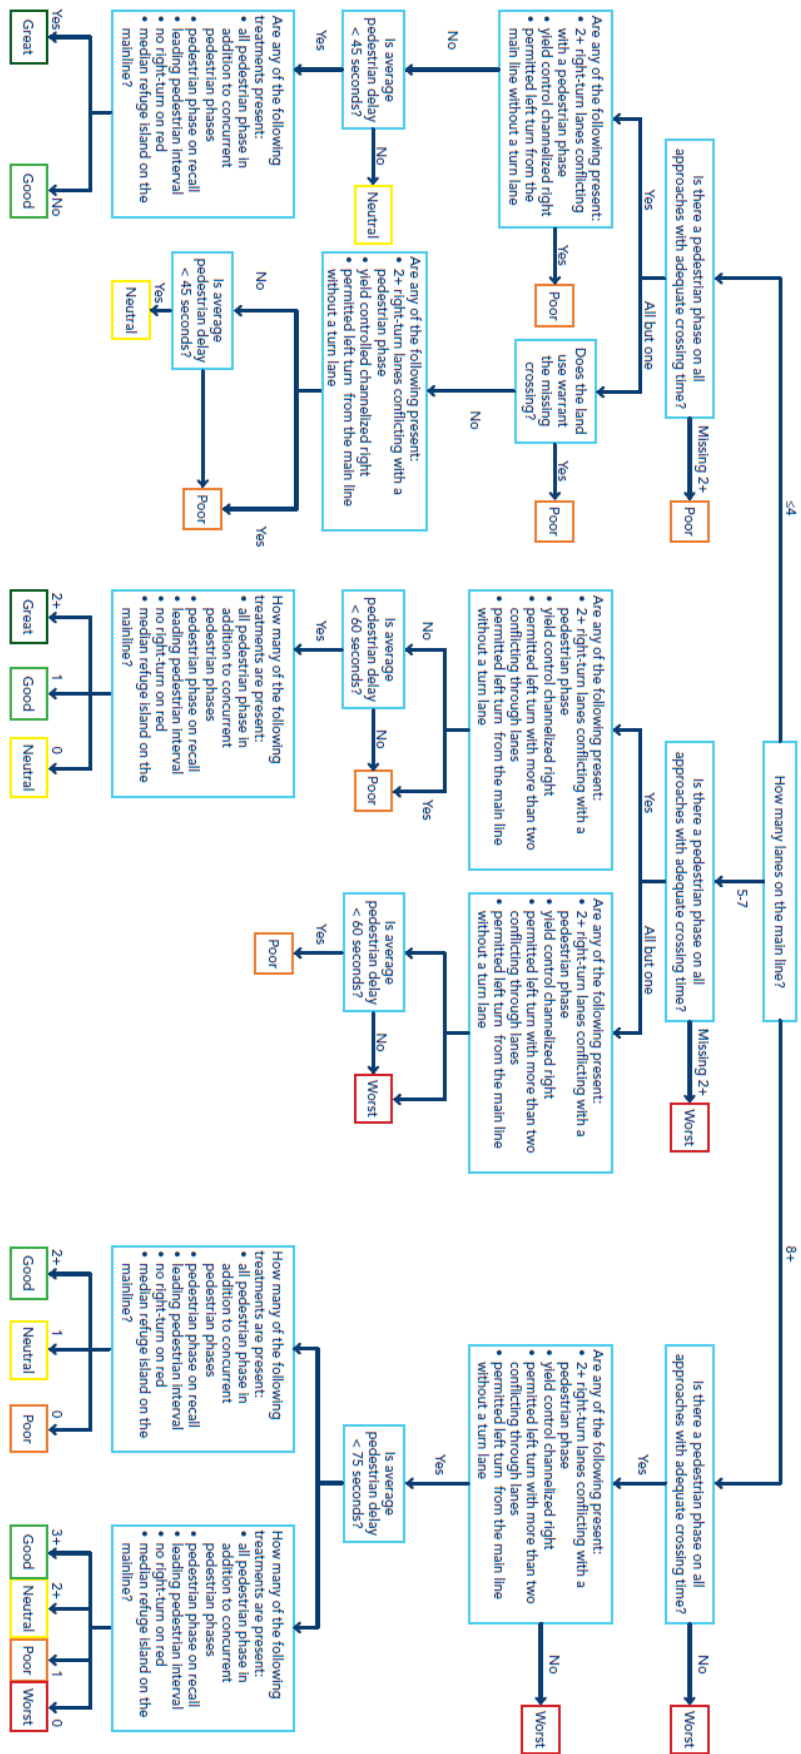 How many lanes on the main line?
≤4
5-7
8+
Is there a pedestrian phase on all
approaches with adequate crossing time?
Missing 2+
Poor
Yes
All but one
Are any of the following present:
• 2+ right-turn lanes conflicting
with a pedestrian phase
• yield control channelized right
• permitted left turn from the
main line without a turn lane
Yes
Poor
No
Does the land
use warrant
the missing
crossing?
Yes
Poor
No
Is average
pedestrian delay
< 45 seconds?
No
Neutral
Yes
Are any of the following present:
• 2+ right-turn lanes conflicting with a
pedestrian phase
• yield controlled channelized right
• permitted left turn from the main line
without a turn lane
No
Yes
Is average
pedestrian delay
< 45 seconds?
Poor
Yes
Neutral
Are any of the following
treatments present:
• all pedestrian phase in
addition to concurrent
pedestrian phases
• pedestrian phase on recall
• leading pedestrian interval
• no right-turn on red
• median refuge island on the
mainline?
Yes
No
Great
Good
Is there a pedestrian phase on all
approaches with adequate crossing time?
Missing 2+
Worst
Yes
All but one
Are any of the following present:
• 2+ right-turn lanes conflicting with a
pedestrian phase
• yield control channelized right
• permitted left turn with more than two
conflicting through lanes
• permitted left turn from the main line
without a turn lane
No
Yes
Is average
pedestrian delay
< 60 seconds?
No
Poor
Yes
How many of the following
treatments are present:
• all pedestrian phase in
addition to concurrent
pedestrian phases
• pedestrian phase on recall
• leading pedestrian interval
• no right-turn on red
• median refuge island on the
mainline?
2+
1
0
Great
Good
Neutral
Are any of the following present:
• 2+ right-turn lanes conflicting with a
pedestrian phase
• yield control channelized right
• permitted left turn with more than two
conflicting through lanes
• permitted left turn from the main line
without a turn lane
Is average
pedestrian delay
< 60 seconds?
No
Worst
Yes
Poor
Is there a pedestrian phase on all
approaches with adequate crossing time?
No
Worst
Yes
Are any of the following present:
• 2+ right-turn lanes conflicting with a
pedestrian phase
• yield control channelized right
• permitted left turn with more than two
conflicting through lanes
• permitted left turn from the main line
without a turn lane
No
Worst
Yes
Is average
pedestrian delay
< 75 seconds?
How many of the following
treatments are present:
• all pedestrian phase in
addition to concurrent
pedestrian phases
• pedestrian phase on recall
• leading pedestrian interval
• no right-turn on red
• median refuge island on the
mainline?
2+
1
0
Good
Neutral
Poor
How many of the following
treatments are present:
• all pedestrian phase in
addition to concurrent
pedestrian phases
• pedestrian phase on recall
• leading pedestrian interval
• no right-turn on red
• median refuge island on the
mainline?
3+
2+
1
0
Good
Neutral
Poor
Worst